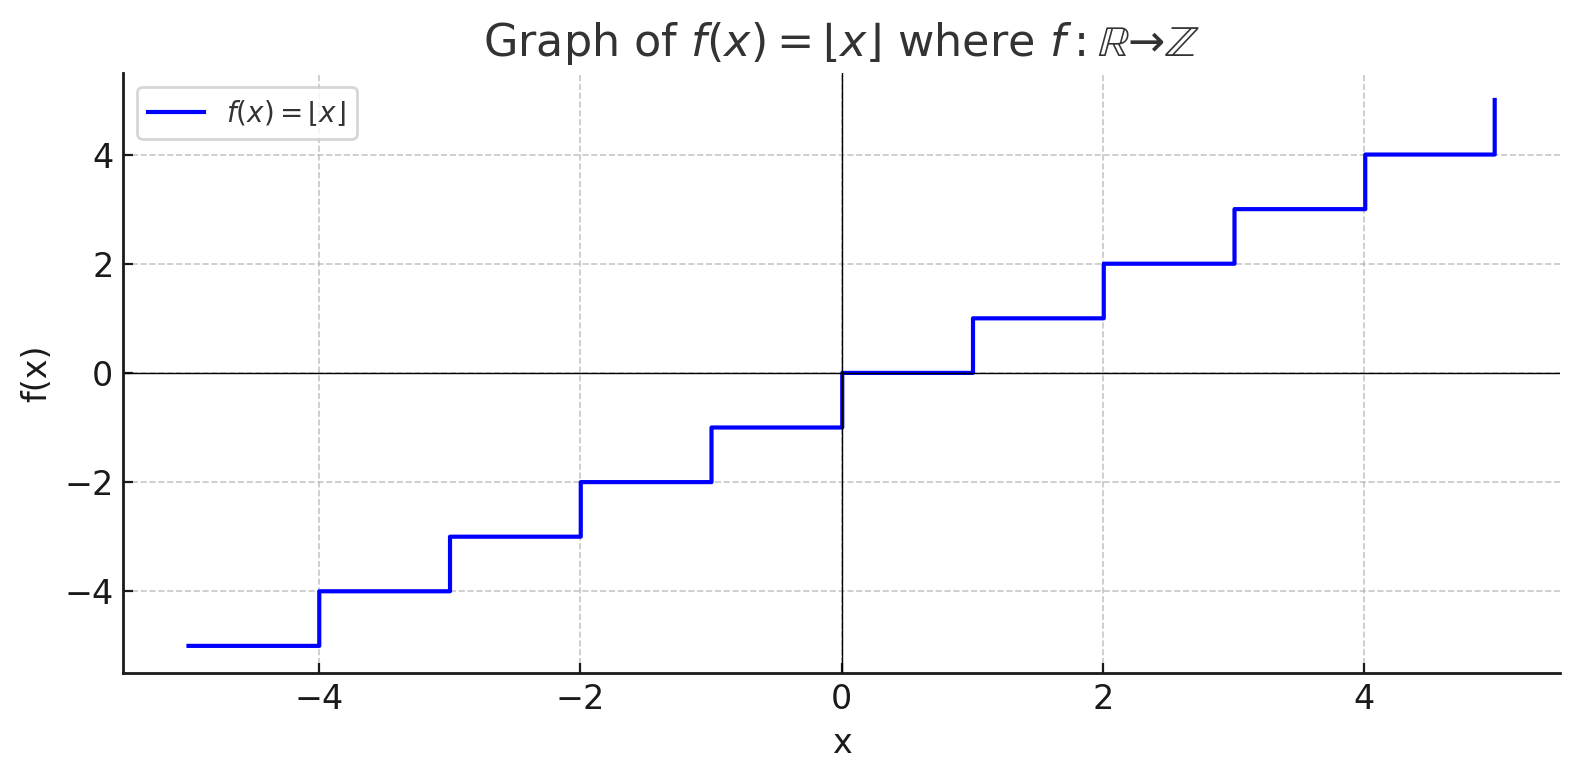 Graph of f(x) = ⌊x⌋ where f : ℝ→ℤ
f(x) = ⌊x⌋
4
2
0
−2
−4
f(x)
−4 −2 0 2 4
x